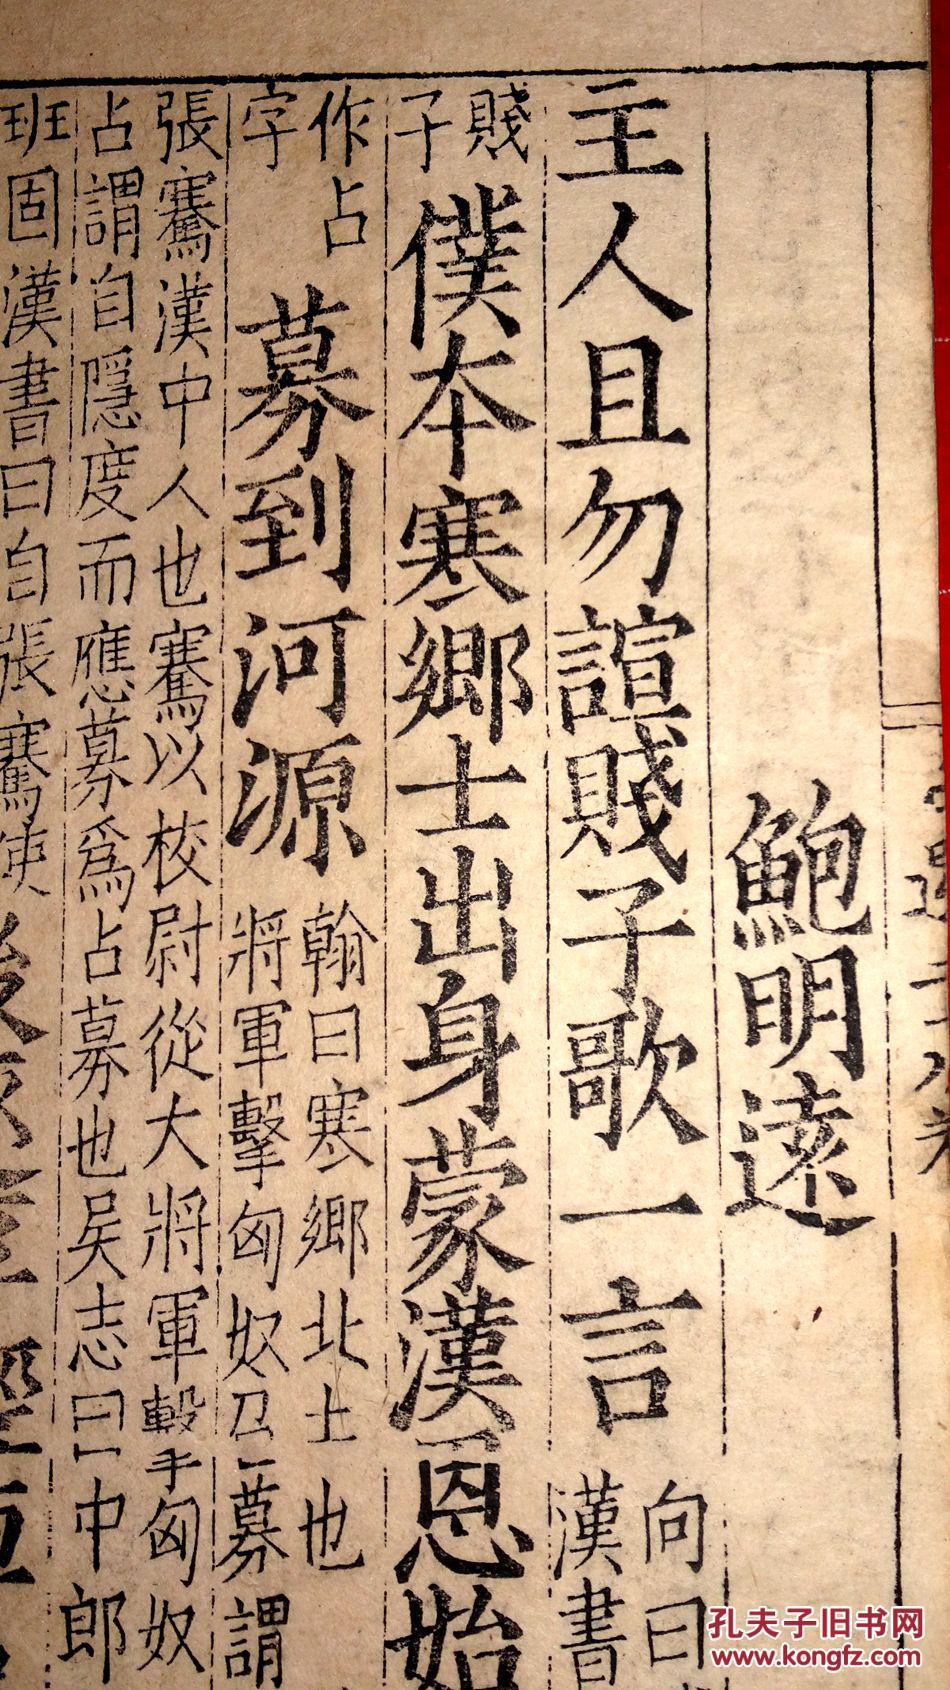 鮑明遠
主人且勿諠賤子歌一言
向曰
漢書
賤
子
僕本寒鄉士出身蒙漢恩始
作占
字
募到河源
翰曰寒鄉北土也
將軍擊匈奴召募謂
張騫漢中人也騫以校尉從大將軍擊匈奴
占謂自隱度而應募爲占募也吴志曰中郎
班固漢書曰自張騫使
孔夫子旧书网
www.kongfz.com